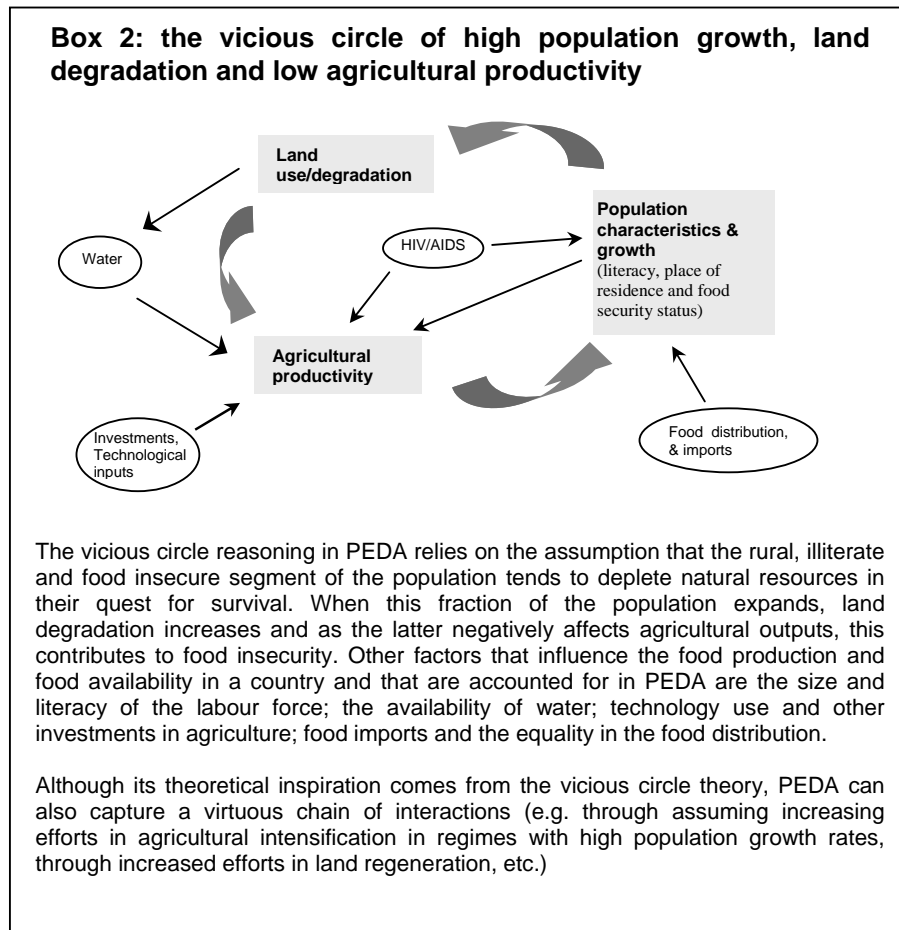 Box 2: the vicious circle of high population growth, land
degradation and low agricultural productivity
Land
use/degradation
Population
characteristics &
growth
(literacy, place of
residence and food
security status)
HIV/AIDS
Water
Agricultural
productivity
Investments,
Technological
inputs
Food distribution,
& imports
The vicious circle reasoning in PEDA relies on the assumption that the rural, illiterate
and food insecure segment of the population tends to deplete natural resources in
their quest for survival. When this fraction of the population expands, land
degradation increases and as the latter negatively affects agricultural outputs, this
contributes to food insecurity. Other factors that influence the food production and
food availability in a country and that are accounted for in PEDA are the size and
literacy of the labour force; the availability of water; technology use and other
investments in agriculture; food imports and the equality in the food distribution.
Although its theoretical inspiration comes from the vicious circle theory, PEDA can
also capture a virtuous chain of interactions (e.g. through assuming increasing
efforts in agricultural intensification in regimes with high population growth rates,
through increased efforts in land regeneration, etc.)